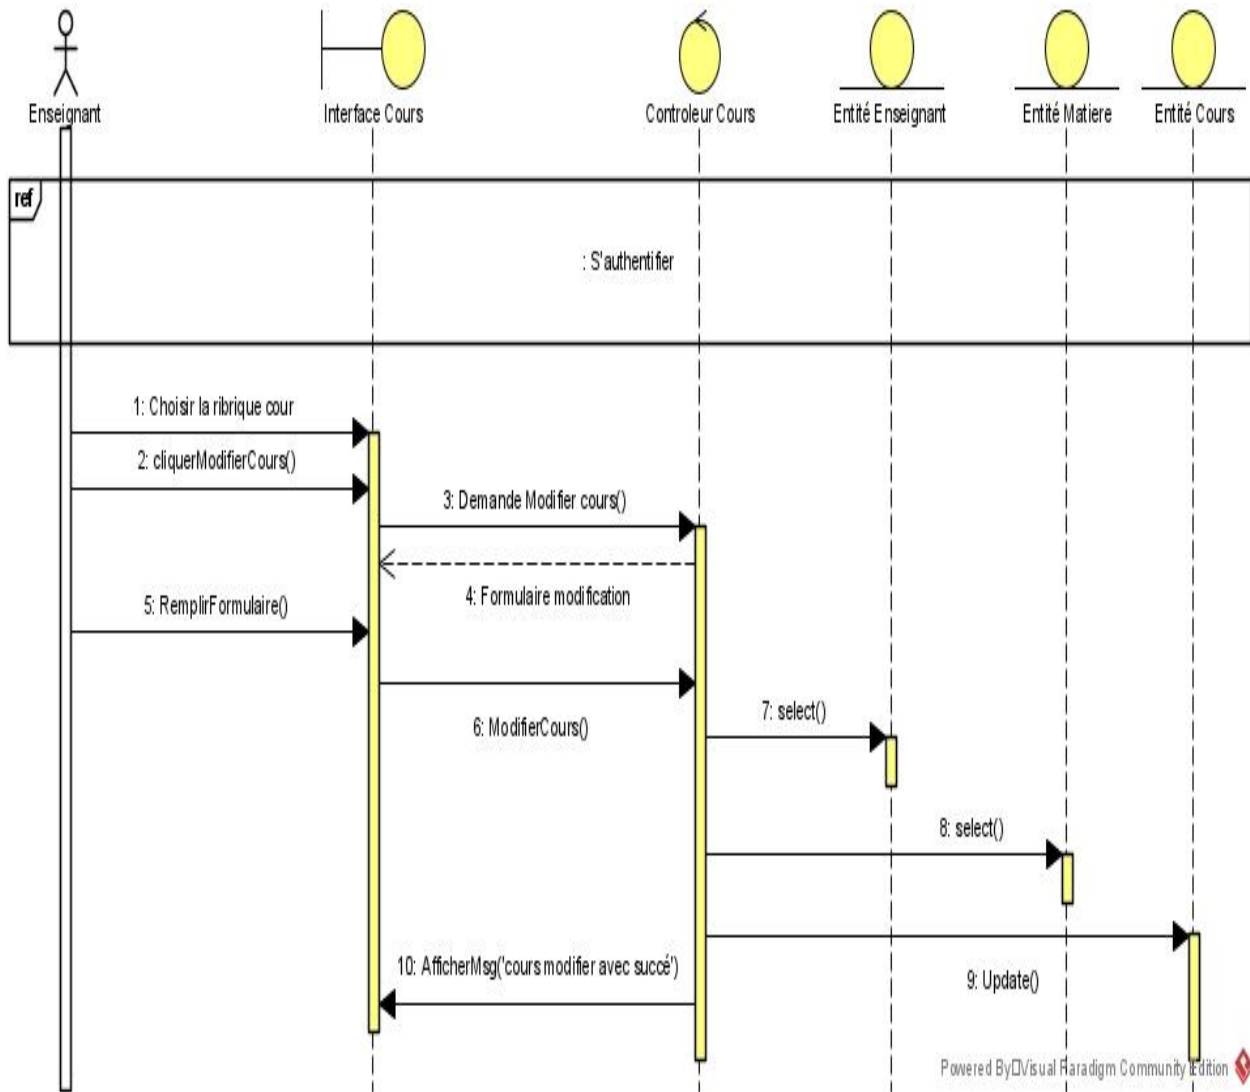 Enseignant
Interface Cours
Controleur Cours
Entité Enseignant
Entité Matiere
Entité Cours
ref
: S'authentifier
1: Choisir la ribrique cour
2: cliquerModifierCours()
3: Demande Modifier cours()
4: Formulaire modification
5: RemplirFormulaire()
6: ModifierCours()
7: select()
8: select()
9: Update()
10: AfficherMsg('cours modifier avec succé')
Powered By Visual Paradigm Community Edition